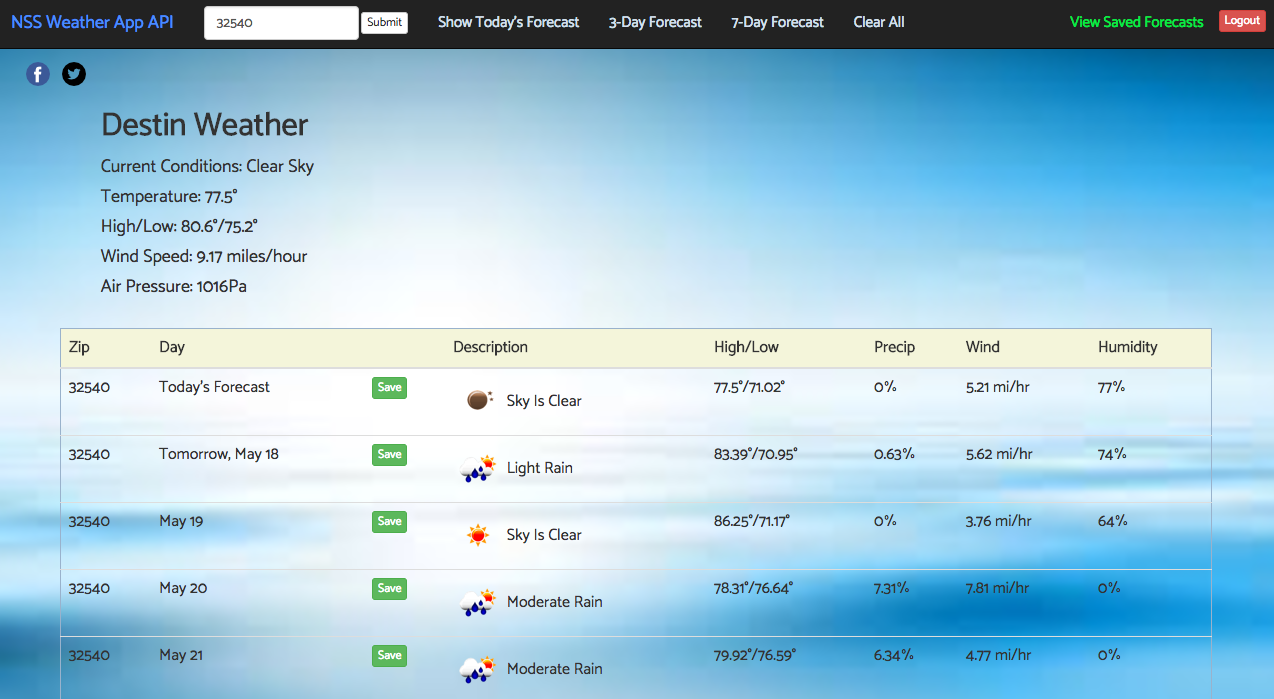 NSS Weather App API 32540 Submit Show Today's Forecast 3-Day Forecast 7-Day Forecast Clear All View Saved Forecasts Logout
Destin Weather
Current Conditions: Clear Sky
Temperature: 77.5°
High/Low: 80.6°/75.2°
Wind Speed: 9.17 miles/hour
Air Pressure: 1016Pa
Zip Day Description High/Low Precip Wind Humidity
32540 Today's Forecast Save Sky Is Clear 77.5°/71.02° 0% 5.21 mi/hr 77%
32540 Tomorrow, May 18 Save Light Rain 83.39°/70.95° 0.63% 5.62 mi/hr 74%
32540 May 19 Save Sky Is Clear 86.25°/71.17° 0% 3.76 mi/hr 64%
32540 May 20 Save Moderate Rain 78.31°/76.64° 7.31% 7.81 mi/hr 0%
32540 May 21 Save Moderate Rain 79.92°/76.59° 6.34% 4.77 mi/hr 0%